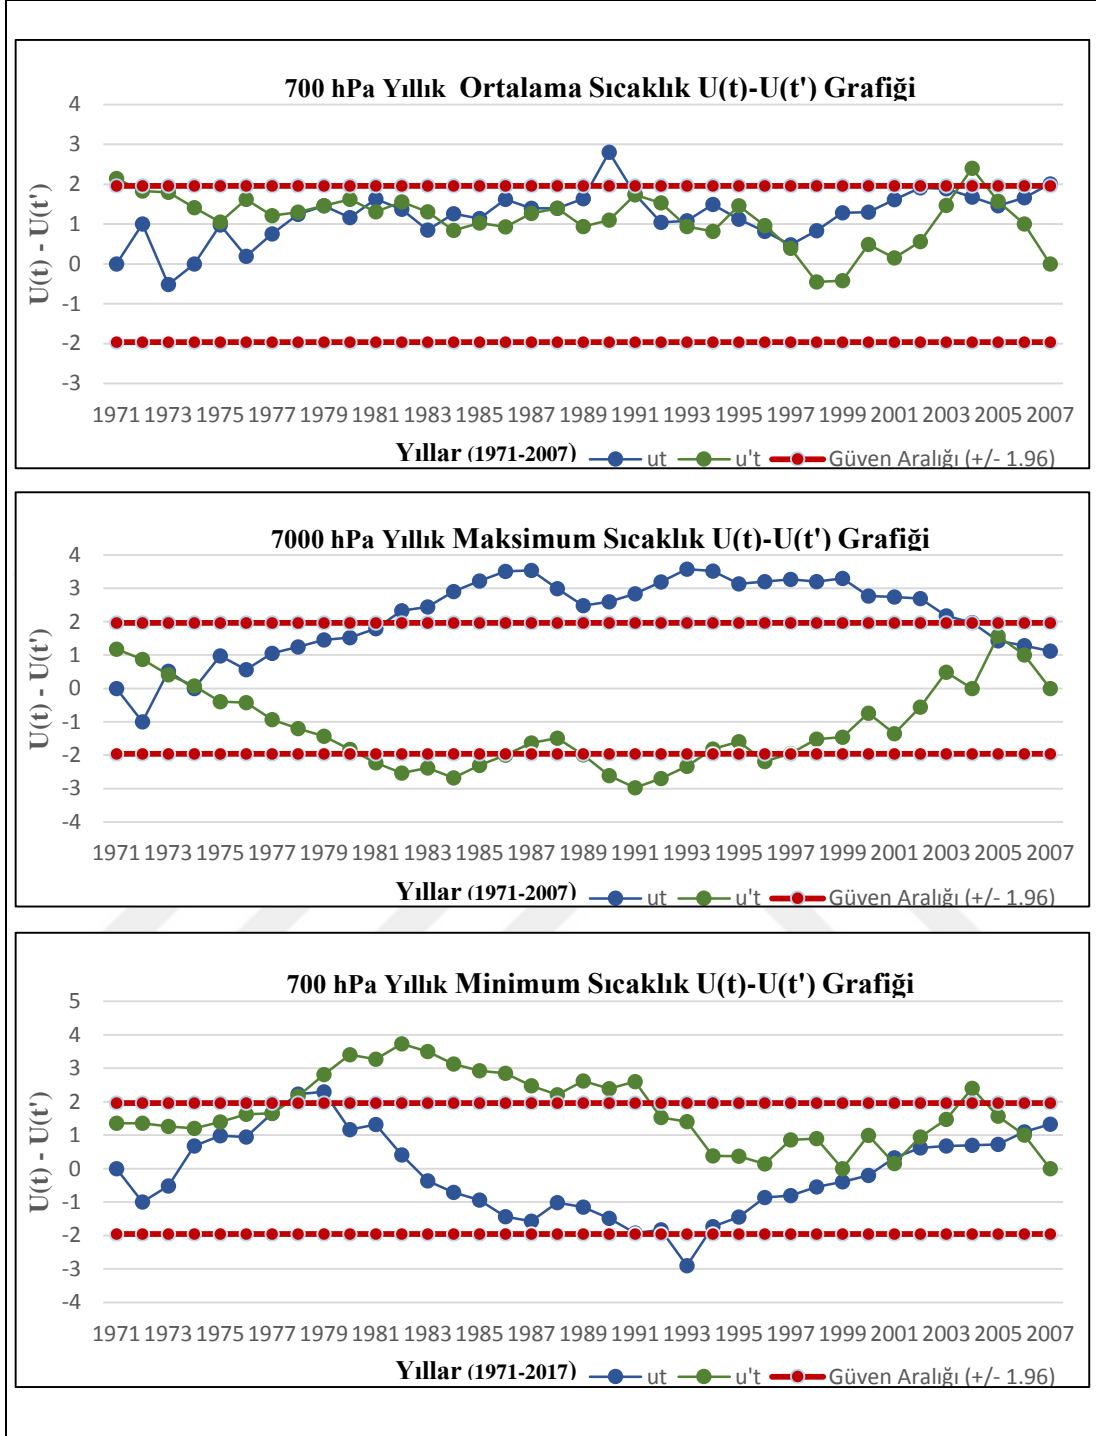 700 hPa Yıllık Ortalama Sıcaklık U(t)-U(t') Grafiği
4
3
2
1
0
-1
-2
-3
U(t) - U(t')
1971 1973 1975 1977 1979 1981 1983 1985 1987 1989 1991 1993 1995 1997 1999 2001 2003 2005 2007
Yıllar (1971-2007) ut u't Güven Aralığı (+/- 1.96)
7000 hPa Yıllık Maksimum Sıcaklık U(t)-U(t') Grafiği
4
3
2
1
0
-1
-2
-3
-4
U(t) - U(t')
1971 1973 1975 1977 1979 1981 1983 1985 1987 1989 1991 1993 1995 1997 1999 2001 2003 2005 2007
Yıllar (1971-2007) ut u't Güven Aralığı (+/- 1.96)
700 hPa Yıllık Minimum Sıcaklık U(t)-U(t') Grafiği
5
4
3
2
1
0
-1
-2
-3
-4
U(t) - U(t')
1971 1973 1975 1977 1979 1981 1983 1985 1987 1989 1991 1993 1995 1997 1999 2001 2003 2005 2007
Yıllar (1971-2017) ut u't Güven Aralığı (+/- 1.96)